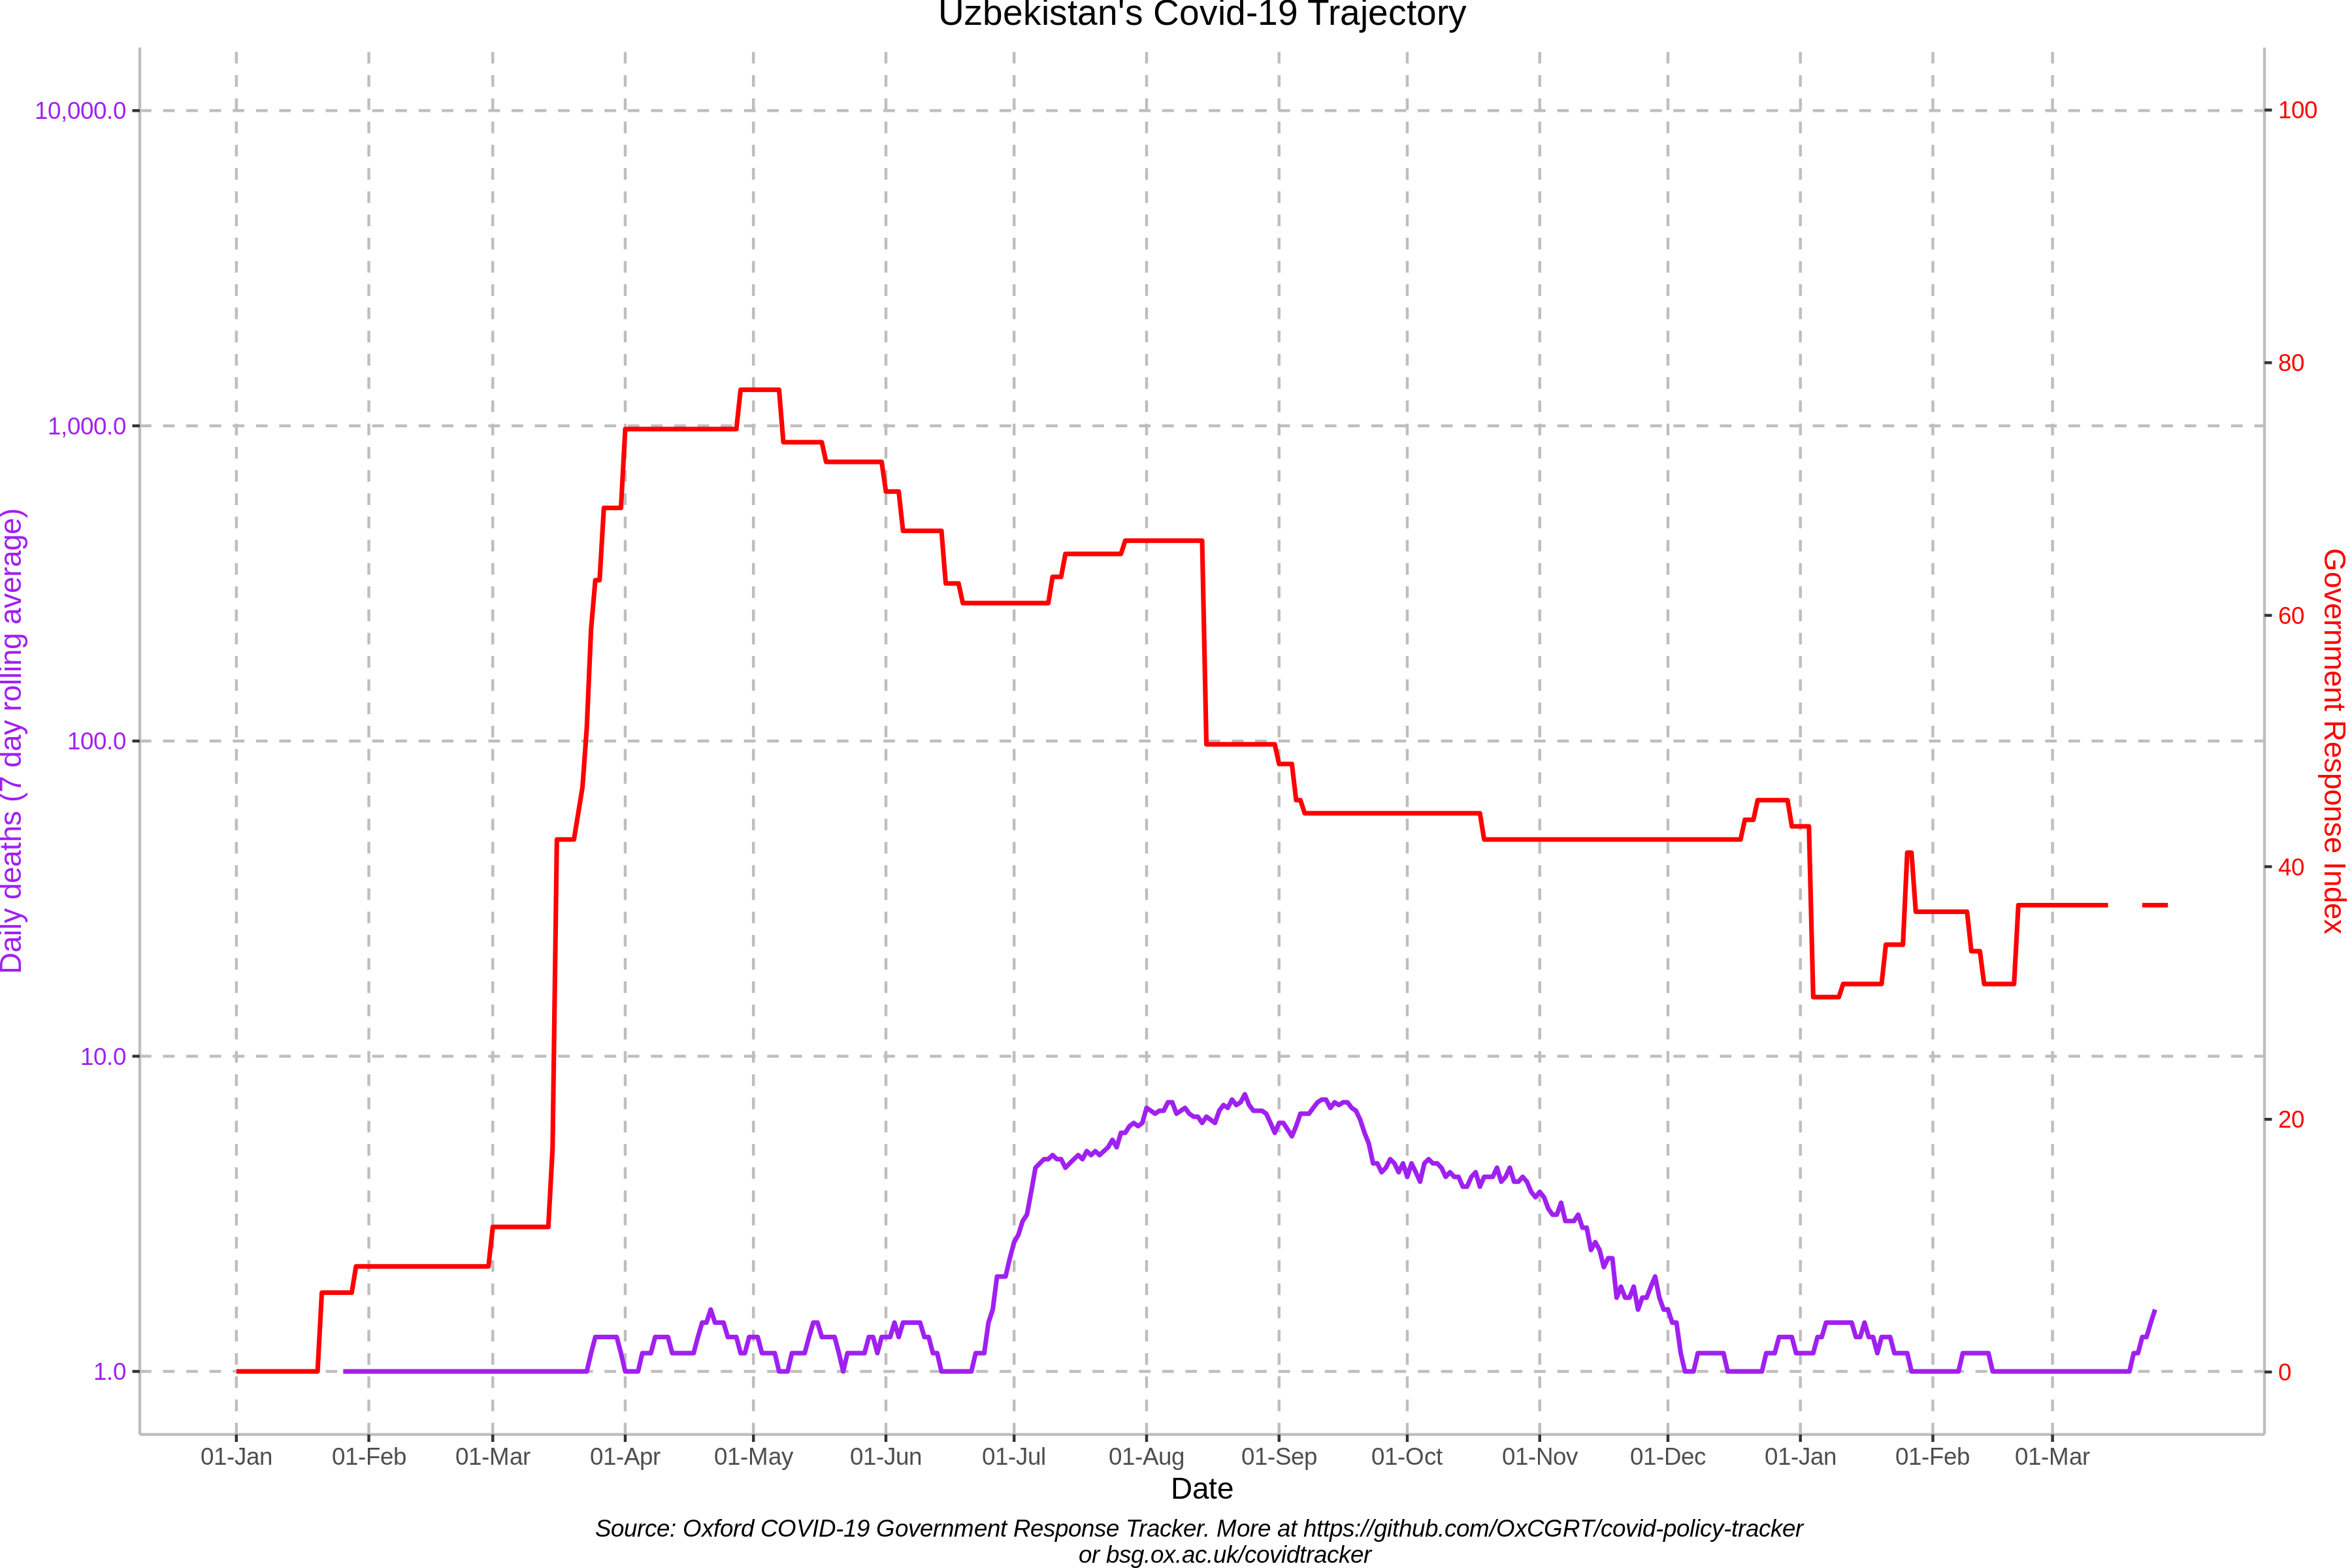 Uzbekistan's Covid-19 Trajectory
10,000.0
1,000.0
100.0
10.0
1.0
Daily deaths (7 day rolling average)
100
80
60
40
20
0
Government Response Index
01-Jan 01-Feb 01-Mar 01-Apr 01-May 01-Jun 01-Jul 01-Aug 01-Sep 01-Oct 01-Nov 01-Dec 01-Jan 01-Feb 01-Mar
Date
Source: Oxford COVID-19 Government Response Tracker. More at https://github.com/OxCGRT/covid-policy-tracker
or bsg.ox.ac.uk/covidtracker